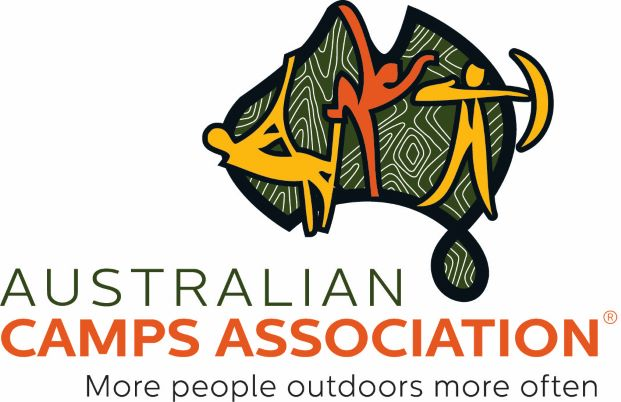 AUSTRALIAN
CAMPS ASSOCIATION®
More people outdoors more often